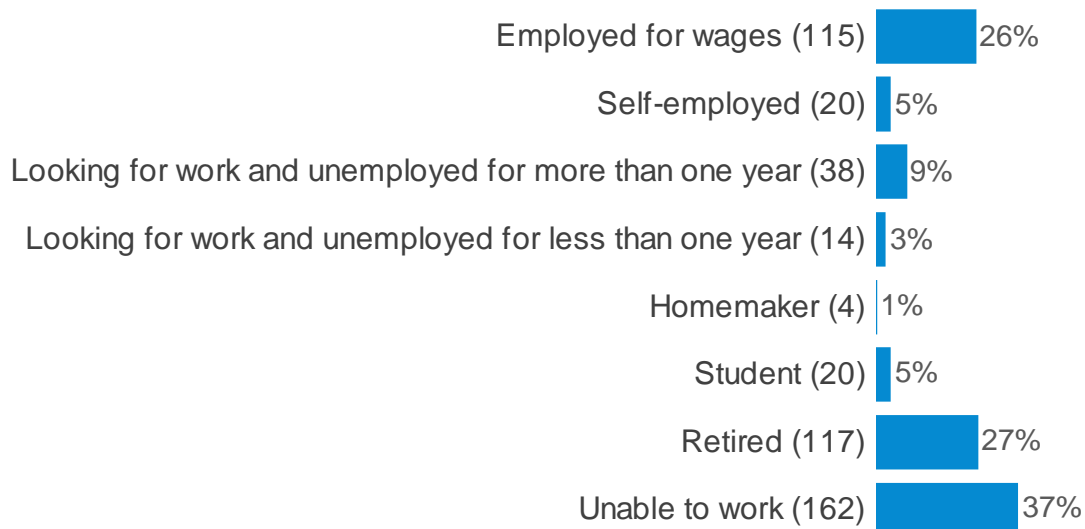 Employed for wages (115) 26%
Self-employed (20) 5%
Looking for work and unemployed for more than one year (38) 9%
Looking for work and unemployed for less than one year (14) 3%
Homemaker (4) 1%
Student (20) 5%
Retired (117) 27%
Unable to work (162) 37%